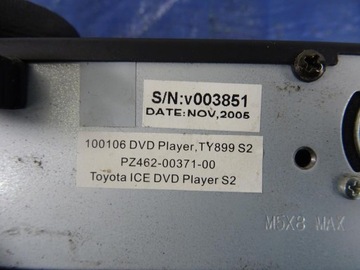 S/N:v003851
DATE:NOV,2005
100106 DVD Player,TY899 S2
PZ462-00371-00
Toyota ICE DVD Player S2
M5X8 MAX